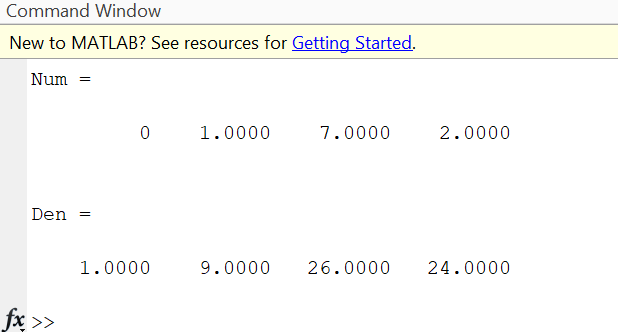 Command Window
New to MATLAB? See resources for Getting Started.
Num =
0 1.0000 7.0000 2.0000
Den =
1.0000 9.0000 26.0000 24.0000
fx >>